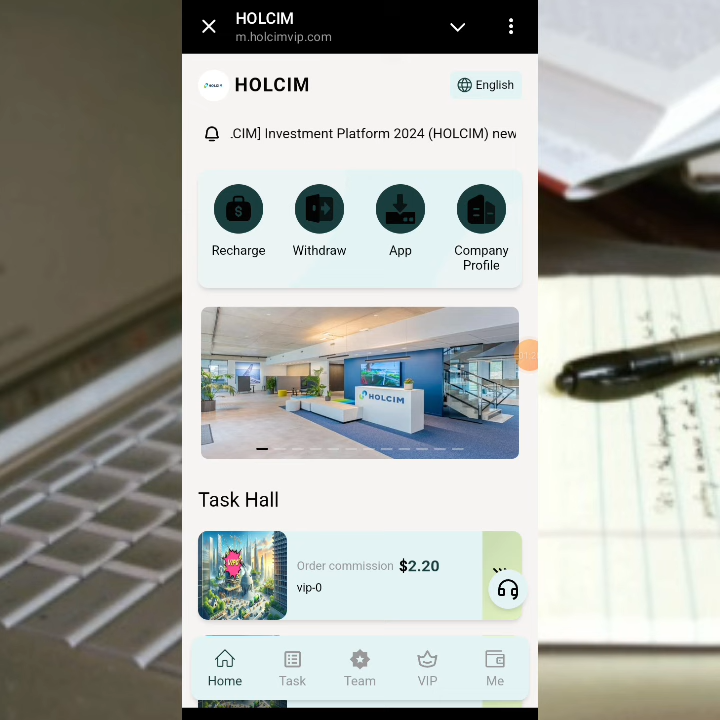 HOLCIM
m.holcimvip.com
HOLCIM
HOLCIM
English
.CIM] Investment Platform 2024 (HOLCIM) new
Recharge
Withdraw
App
Company
Profile
HOLCIM
Task Hall
Order commission $2.20
vip-0
Home
Task
Team
VIP
Me